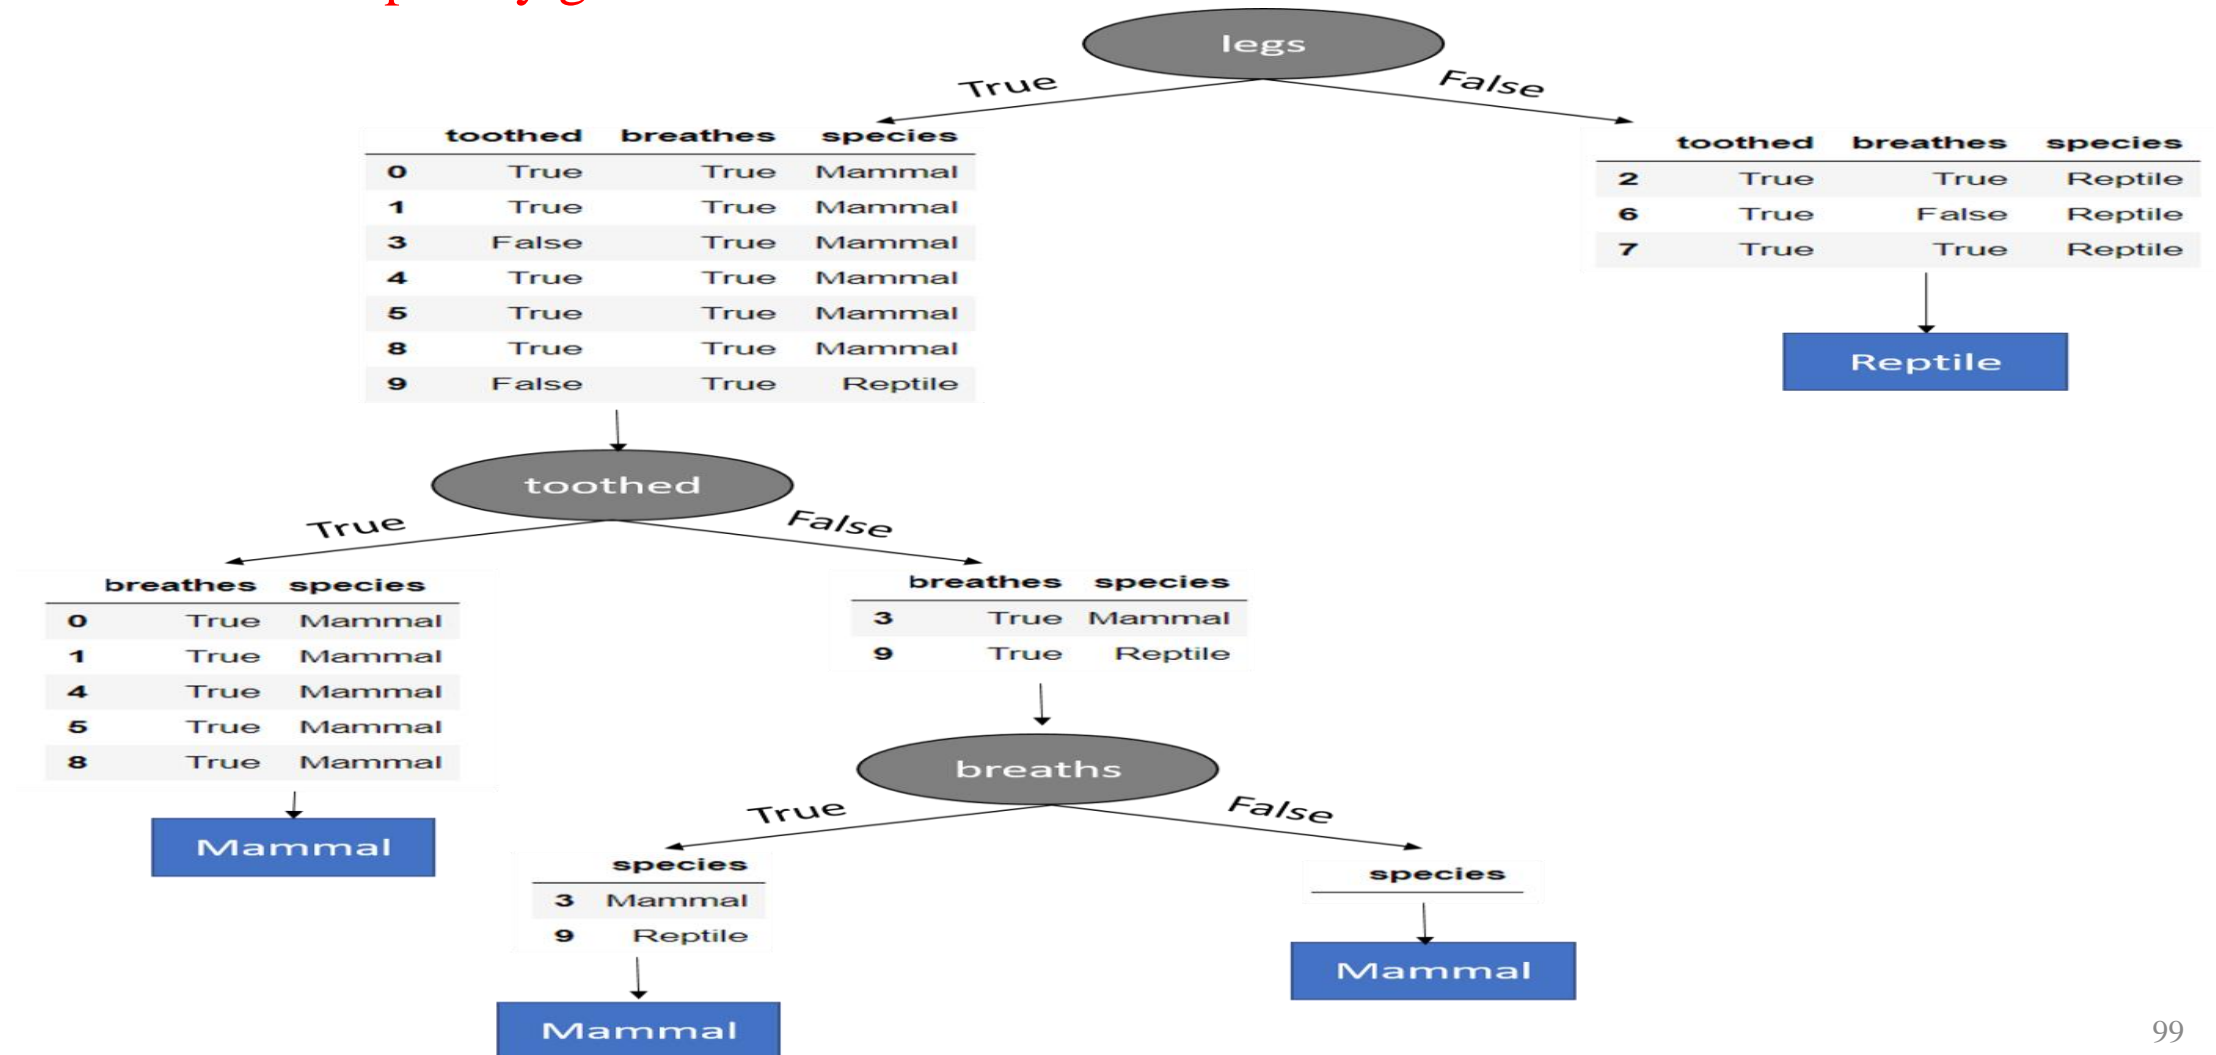 legs
True
False
toothed breathes species
0 True True Mammal
1 True True Mammal
3 False True Mammal
4 True True Mammal
5 True True Mammal
8 True True Mammal
9 False True Reptile
toothed breathes species
2 True True Reptile
6 True False Reptile
7 True True Reptile
Reptile
toothed
True
False
breathes species
0 True Mammal
1 True Mammal
4 True Mammal
5 True Mammal
8 True Mammal
Mammal
breathes species
3 True Mammal
9 True Reptile
breaths
True
False
species
3 Mammal
9 Reptile
Mammal
species
Mammal
99